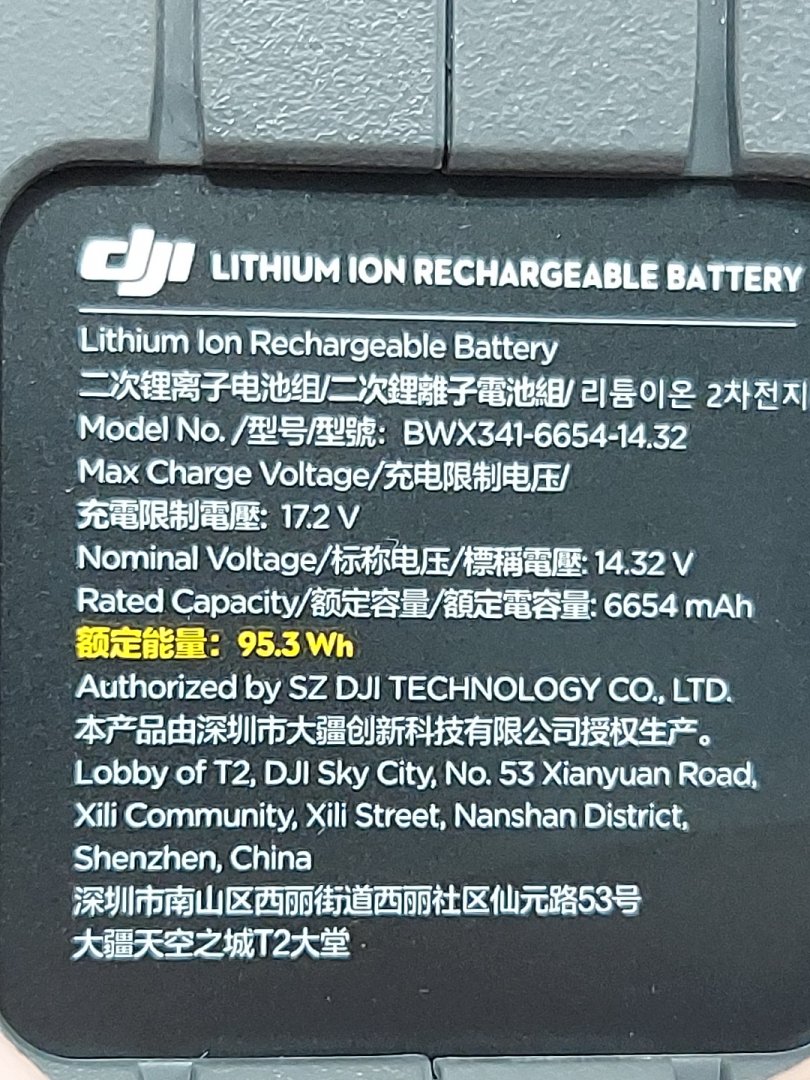 dji LITHIUM ION RECHARGEABLE BATTERY
Lithium Ion Rechargeable Battery
二次锂离子电池组/二次鋰離子電池組/ 리튬이온 2차전지
Model No. /型号/型號： BWX341-6654-14.32
Max Charge Voltage/充电限制电压/
充電限制電壓: 17.2 V
Nominal Voltage/标称电压/標稱電壓: 14.32 V
Rated Capacity/额定容量/額定電容量: 6654 mAh
额定能量：95.3 Wh
Authorized by SZ DJI TECHNOLOGY CO., LTD.
本产品由深圳市大疆创新科技有限公司授权生产。
Lobby of T2, DJI Sky City, No. 53 Xianyuan Road,
Xili Community, Xili Street, Nanshan District,
Shenzhen, China
深圳市南山区西丽街道西丽社区仙元路53号
大疆天空之城T2大堂